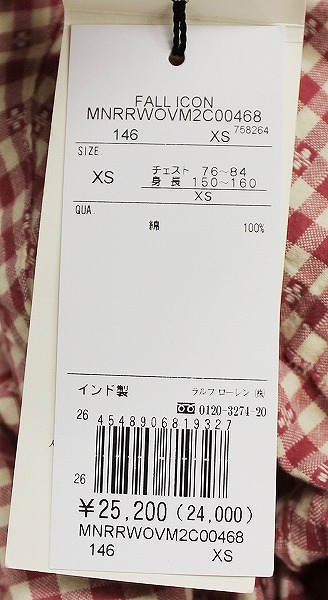 FALL ICON
MNRRWOVM2C00468
146 XS 758264
SIZE
XS チェスト 76~84
身長 150~160
XS
QUA.
綿 100%
インド製 ラルフ ローレン ㈱
0120-3274-20
26 4548906819327
26
¥25,200 (24,000)
MNRRWOVM2C00468
146 XS